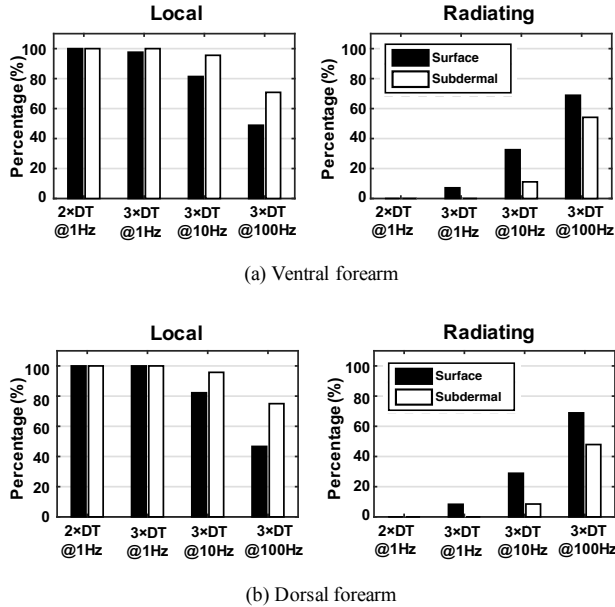 Local
Radiating
Percentage (%)
100
80
60
40
20
0
2×DT @1Hz
3×DT @1Hz
3×DT @10Hz
3×DT @100Hz
Percentage (%)
100
80
60
40
20
0
Surface
Subdermal
2×DT @1Hz
3×DT @1Hz
3×DT @10Hz
3×DT @100Hz
(a) Ventral forearm
Local
Radiating
Percentage (%)
100
80
60
40
20
0
2×DT @1Hz
3×DT @1Hz
3×DT @10Hz
3×DT @100Hz
Percentage (%)
100
80
60
40
20
0
Surface
Subdermal
2×DT @1Hz
3×DT @1Hz
3×DT @10Hz
3×DT @100Hz
(b) Dorsal forearm